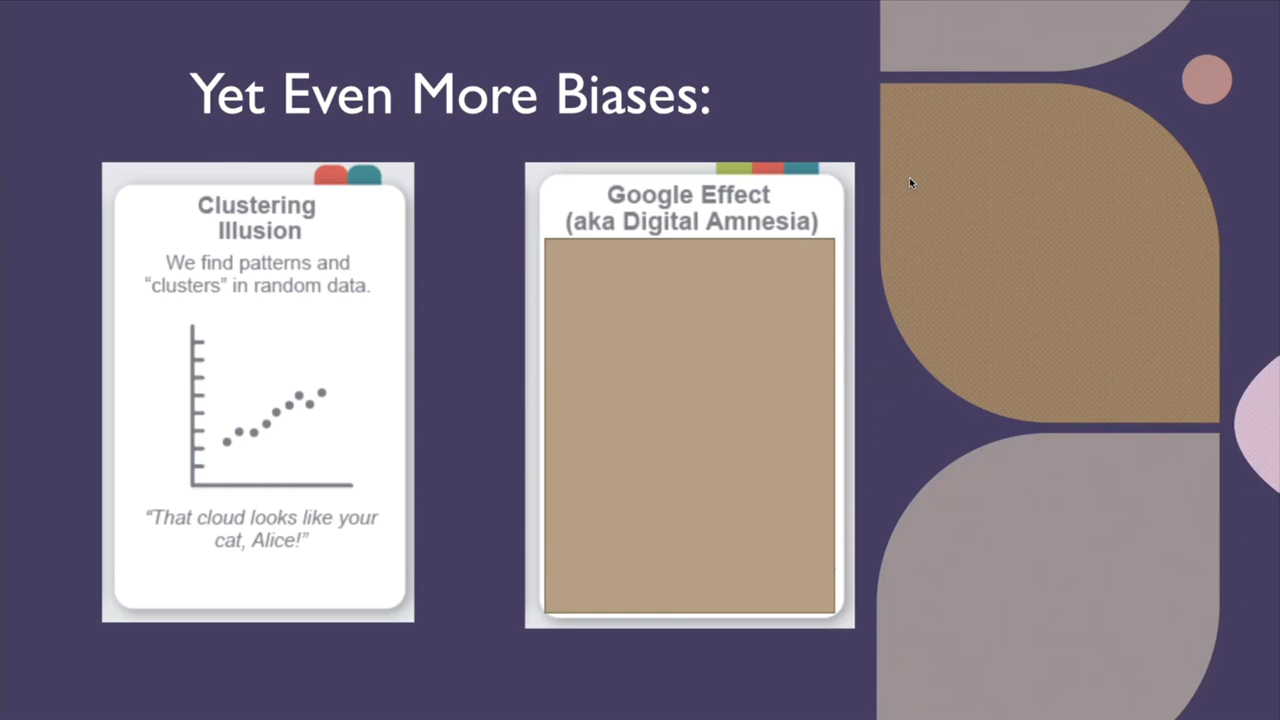 Yet Even More Biases:
Clustering
Illusion
We find patterns and
“clusters” in random data.
“That cloud looks like your
cat, Alice!”
Google Effect
(aka Digital Amnesia)